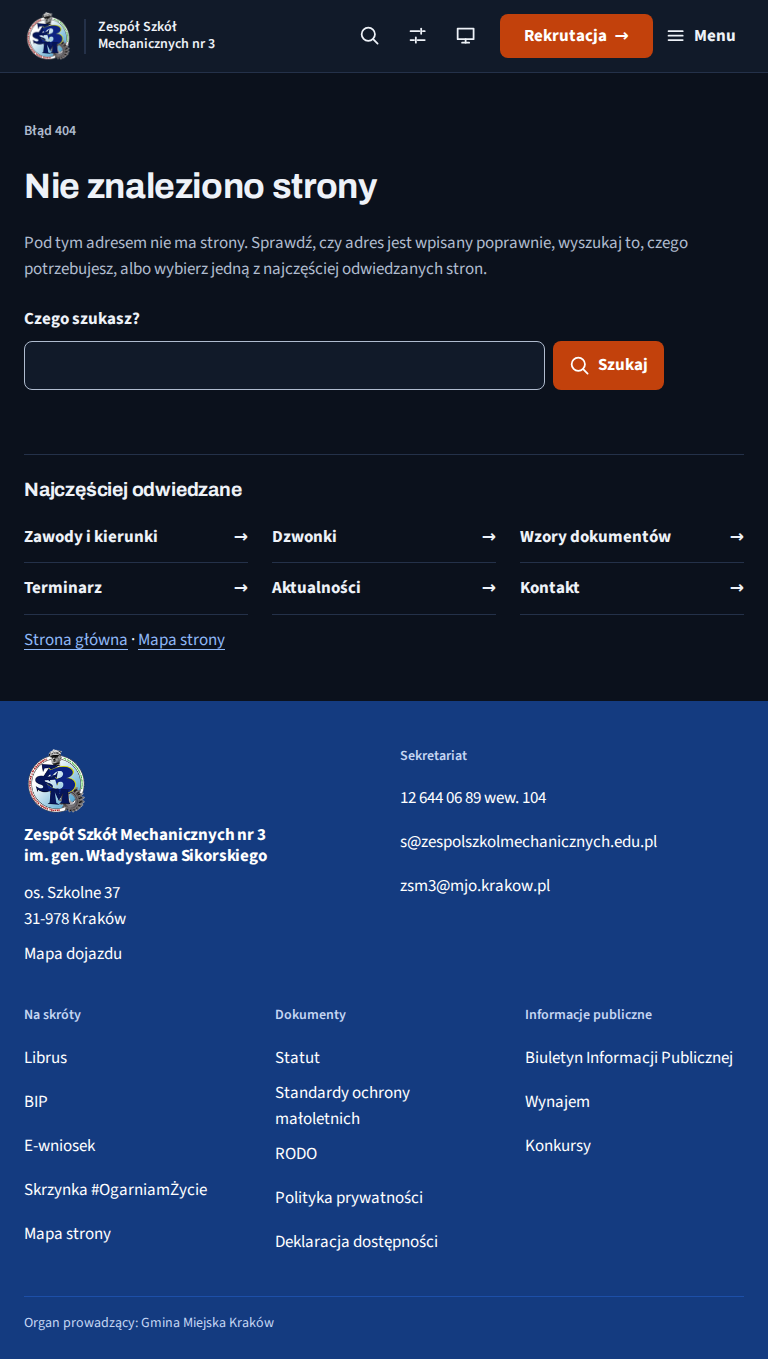 Zespół Szkół
Mechanicznych nr 3
Rekrutacja →
Menu
Błąd 404
Nie znaleziono strony
Pod tym adresem nie ma strony. Sprawdź, czy adres jest wpisany poprawnie, wyszukaj to, czego
potrzebujesz, albo wybierz jedną z najczęściej odwiedzanych stron.
Czego szukasz?
Szukaj
Najczęściej odwiedzane
Zawody i kierunki →
Dzwonki →
Wzory dokumentów →
Terminarz →
Aktualności →
Kontakt →
Strona główna · Mapa strony
Zespół Szkół Mechanicznych nr 3
im. gen. Władysława Sikorskiego
os. Szkolne 37
31-978 Kraków
Mapa dojazdu
Sekretariat
12 644 06 89 wew. 104
s@zespolszkolmechanicznych.edu.pl
zsm3@mjo.krakow.pl
Na skróty
Librus
BIP
E-wniosek
Skrzynka #OgarniamŻycie
Mapa strony
Dokumenty
Statut
Standardy ochrony
małoletnich
RODO
Polityka prywatności
Deklaracja dostępności
Informacje publiczne
Biuletyn Informacji Publicznej
Wynajem
Konkursy
Organ prowadzący: Gmina Miejska Kraków